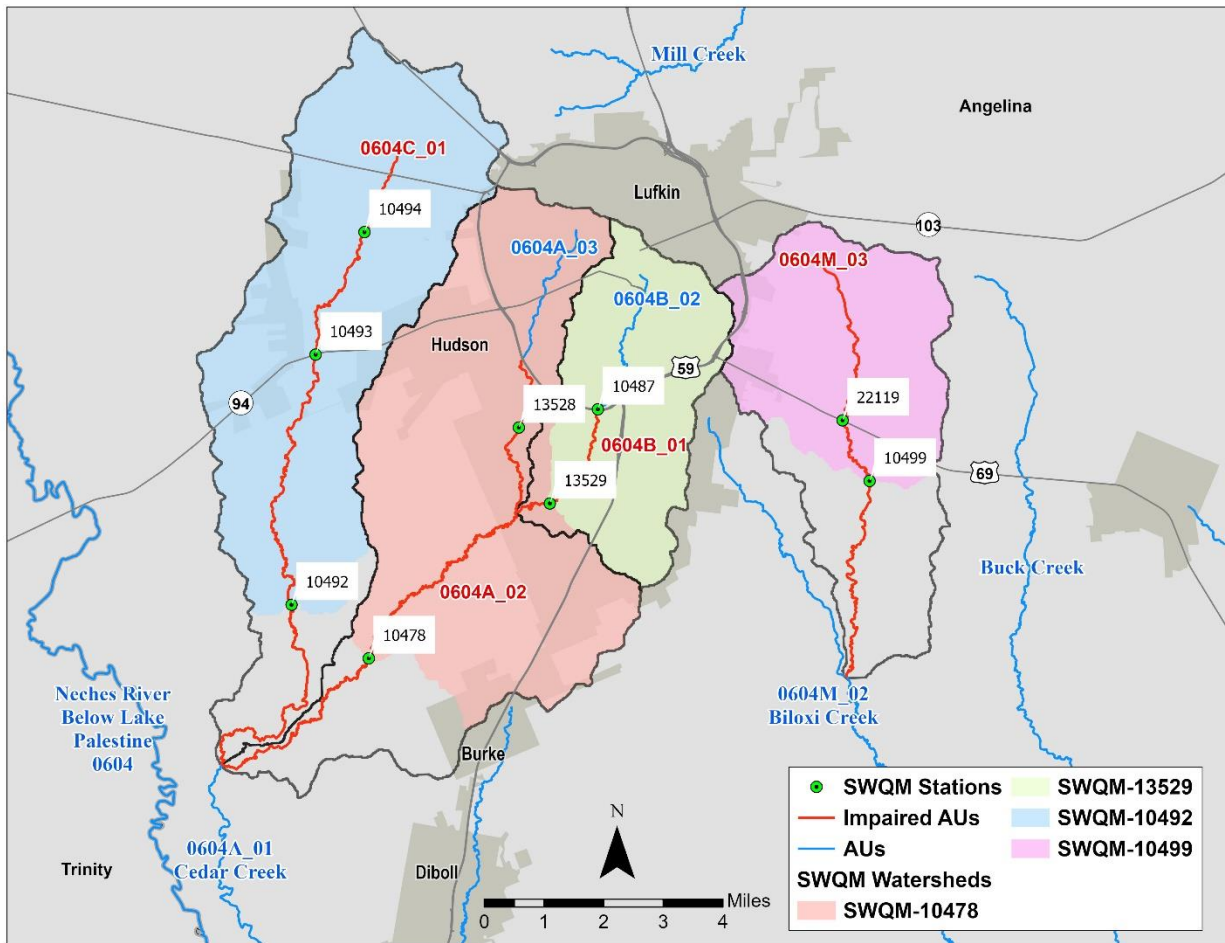 Mill Creek
Angelina
0604C_01
10494
Lufkin
103
0604A_03
0604M_03
0604B_02
10493
Hudson
59
10487
94
13528
22119
0604B_01
10499
13529
69
10492
0604A_02
Buck Creek
10478
Neches River
Below Lake
Palestine
0604
0604M_02
Biloxi Creek
Burke
0604A_01
Cedar Creek
Trinity
Diboll
N
Miles
0 1 2 3 4
SWQM Stations
Impaired AUs
AUs
SWQM Watersheds
SWQM-10478
SWQM-13529
SWQM-10492
SWQM-10499